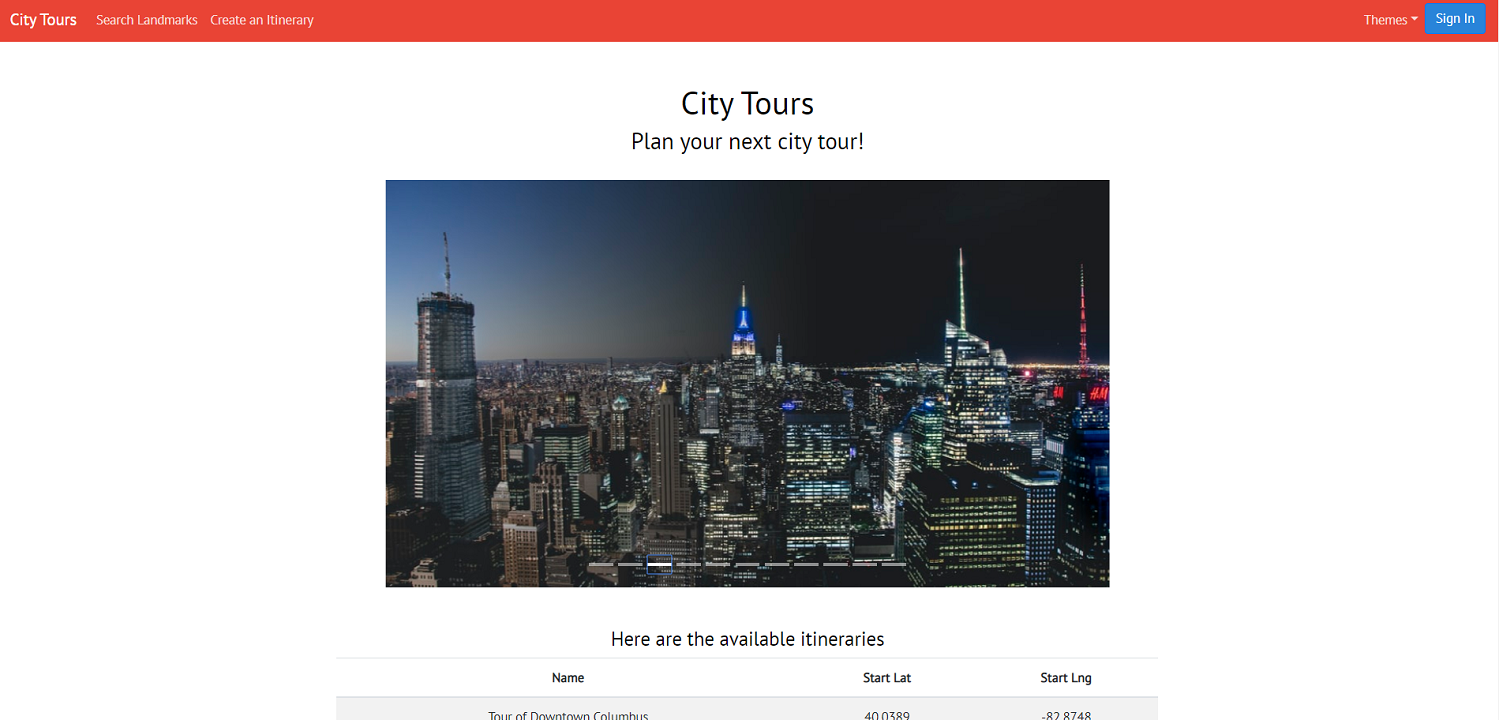 City Tours Search Landmarks Create an Itinerary Themes Sign In
City Tours
Plan your next city tour!
H&M
Here are the available itineraries
Name Start Lat Start Lng
Tour of Downtown Columbus 40.0389 -82.8748